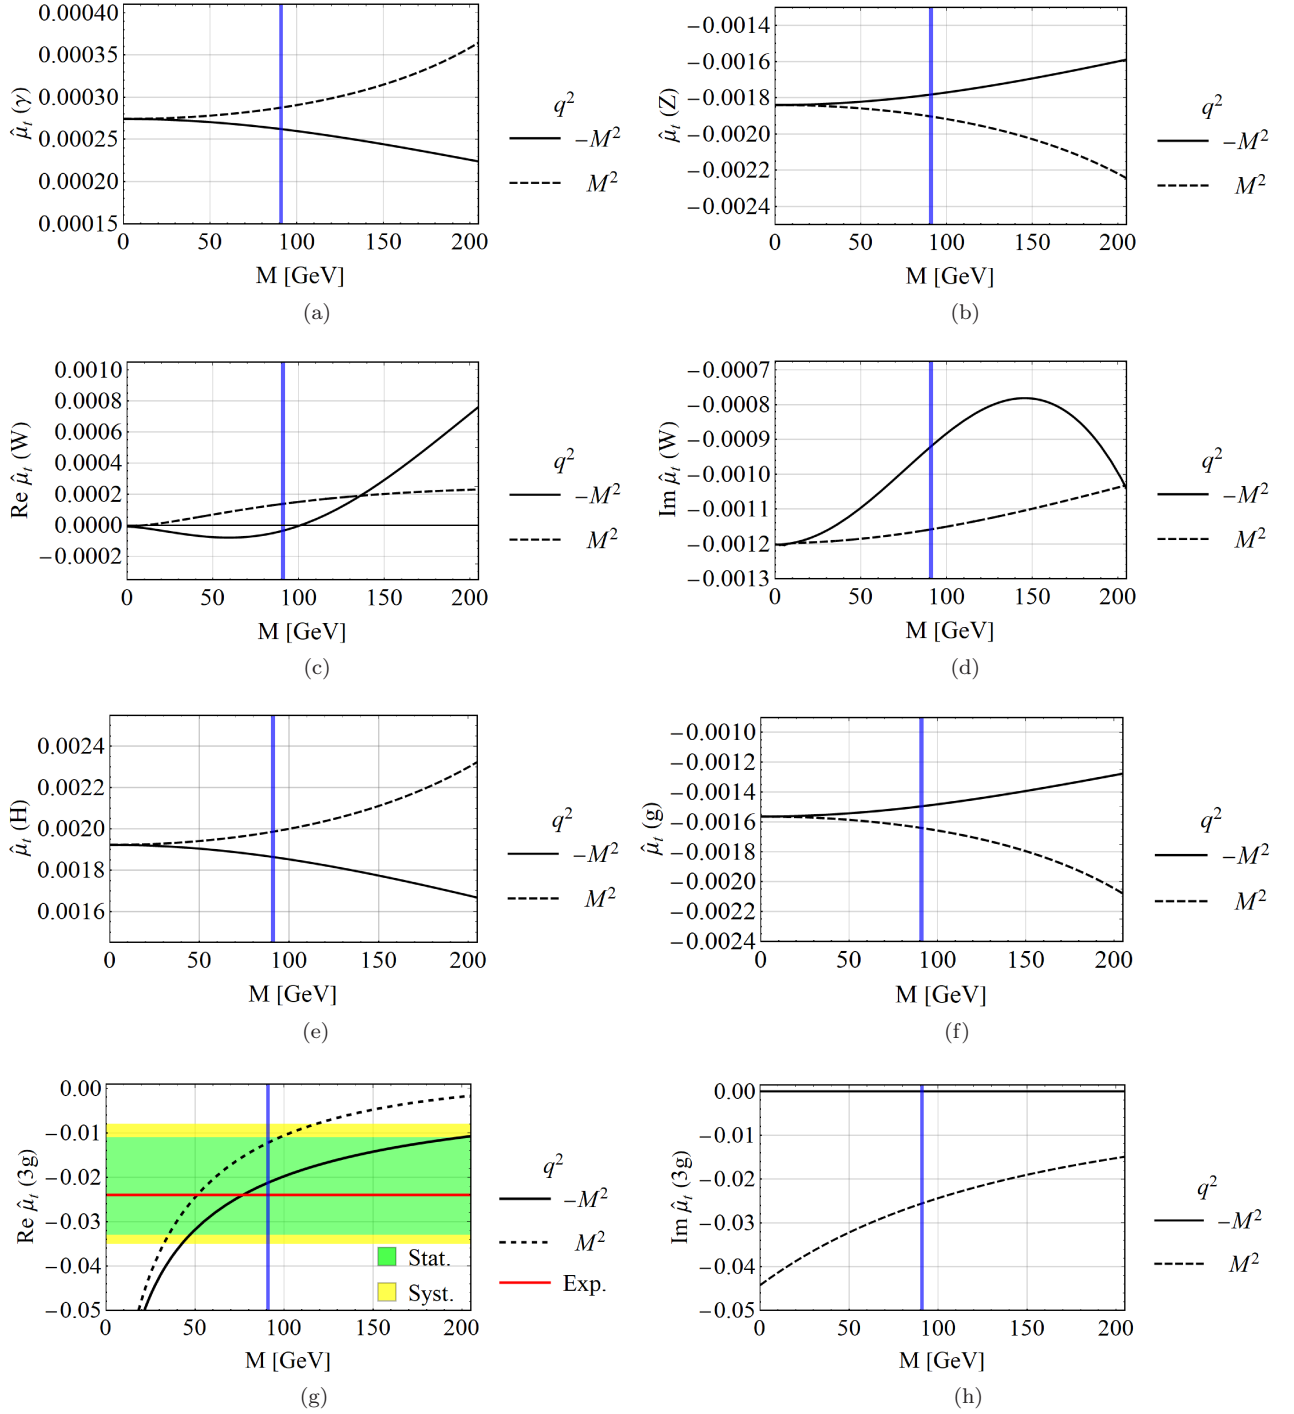 0.00040
0.00035
0.00030
0.00025
0.00020
0.00015
μ̂t (γ)
0 50 100 150 200
M [GeV]
q²
−M²
M²
(a)
−0.0014
−0.0016
−0.0018
−0.0020
−0.0022
−0.0024
μ̂t (Z)
0 50 100 150 200
M [GeV]
q²
−M²
M²
(b)
0.0010
0.0008
0.0006
0.0004
0.0002
0.0000
−0.0002
Re μ̂t (W)
0 50 100 150 200
M [GeV]
q²
−M²
M²
(c)
−0.0007
−0.0008
−0.0009
−0.0010
−0.0011
−0.0012
−0.0013
Im μ̂t (W)
0 50 100 150 200
M [GeV]
q²
−M²
M²
(d)
0.0024
0.0022
0.0020
0.0018
0.0016
μ̂t (H)
0 50 100 150 200
M [GeV]
q²
−M²
M²
(e)
−0.0010
−0.0012
−0.0014
−0.0016
−0.0018
−0.0020
−0.0022
−0.0024
μ̂t (g)
0 50 100 150 200
M [GeV]
q²
−M²
M²
(f)
0.00
−0.01
−0.02
−0.03
−0.04
−0.05
Re μ̂t (3g)
0 50 100 150 200
M [GeV]
Stat.
Syst.
q²
−M²
M²
Exp.
(g)
0.00
−0.01
−0.02
−0.03
−0.04
−0.05
Im μ̂t (3g)
0 50 100 150 200
M [GeV]
q²
−M²
M²
(h)